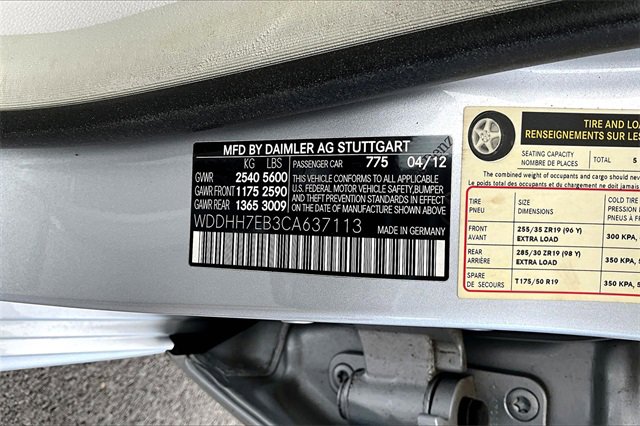 MFD BY DAIMLER AG STUTTGART
KG LBS PASSENGER CAR 775 04/12
GVWR 2540 5600
GAWR FRONT 1175 2590
GAWR REAR 1365 3009
THIS VEHICLE CONFORMS TO ALL APPLICABLE
U.S. FEDERAL MOTOR VEHICLE SAFETY,BUMPER
AND THEFT PREVENTION STANDARDS IN EFFECT
ON THE DATE OF MANUFACTURE SHOWN ABOVE.
WDDHH7EB3CA637113
MADE IN GERMANY
TIRE AND LOA
RENSEIGNEMENTS SUR LES
SEATING CAPACITY
NOMBRE DE PLACES
TOTAL 5
The combined weight of occupants and cargo should never
Le poids total des occupants et du chargement ne doit jamais
TIRE
PNEU
SIZE
DIMENSIONS
COLD TI
PRESSION
PNEUS
FRONT
AVANT
255/35 ZR19 (96 Y)
EXTRA LOAD
300 KPA,
REAR
ARRIÈRE
285/30 ZR19 (98 Y)
EXTRA LOAD
350 KPA, 5
SPARE
DE SECOURS
T175/50 R19
350 KPA, 5